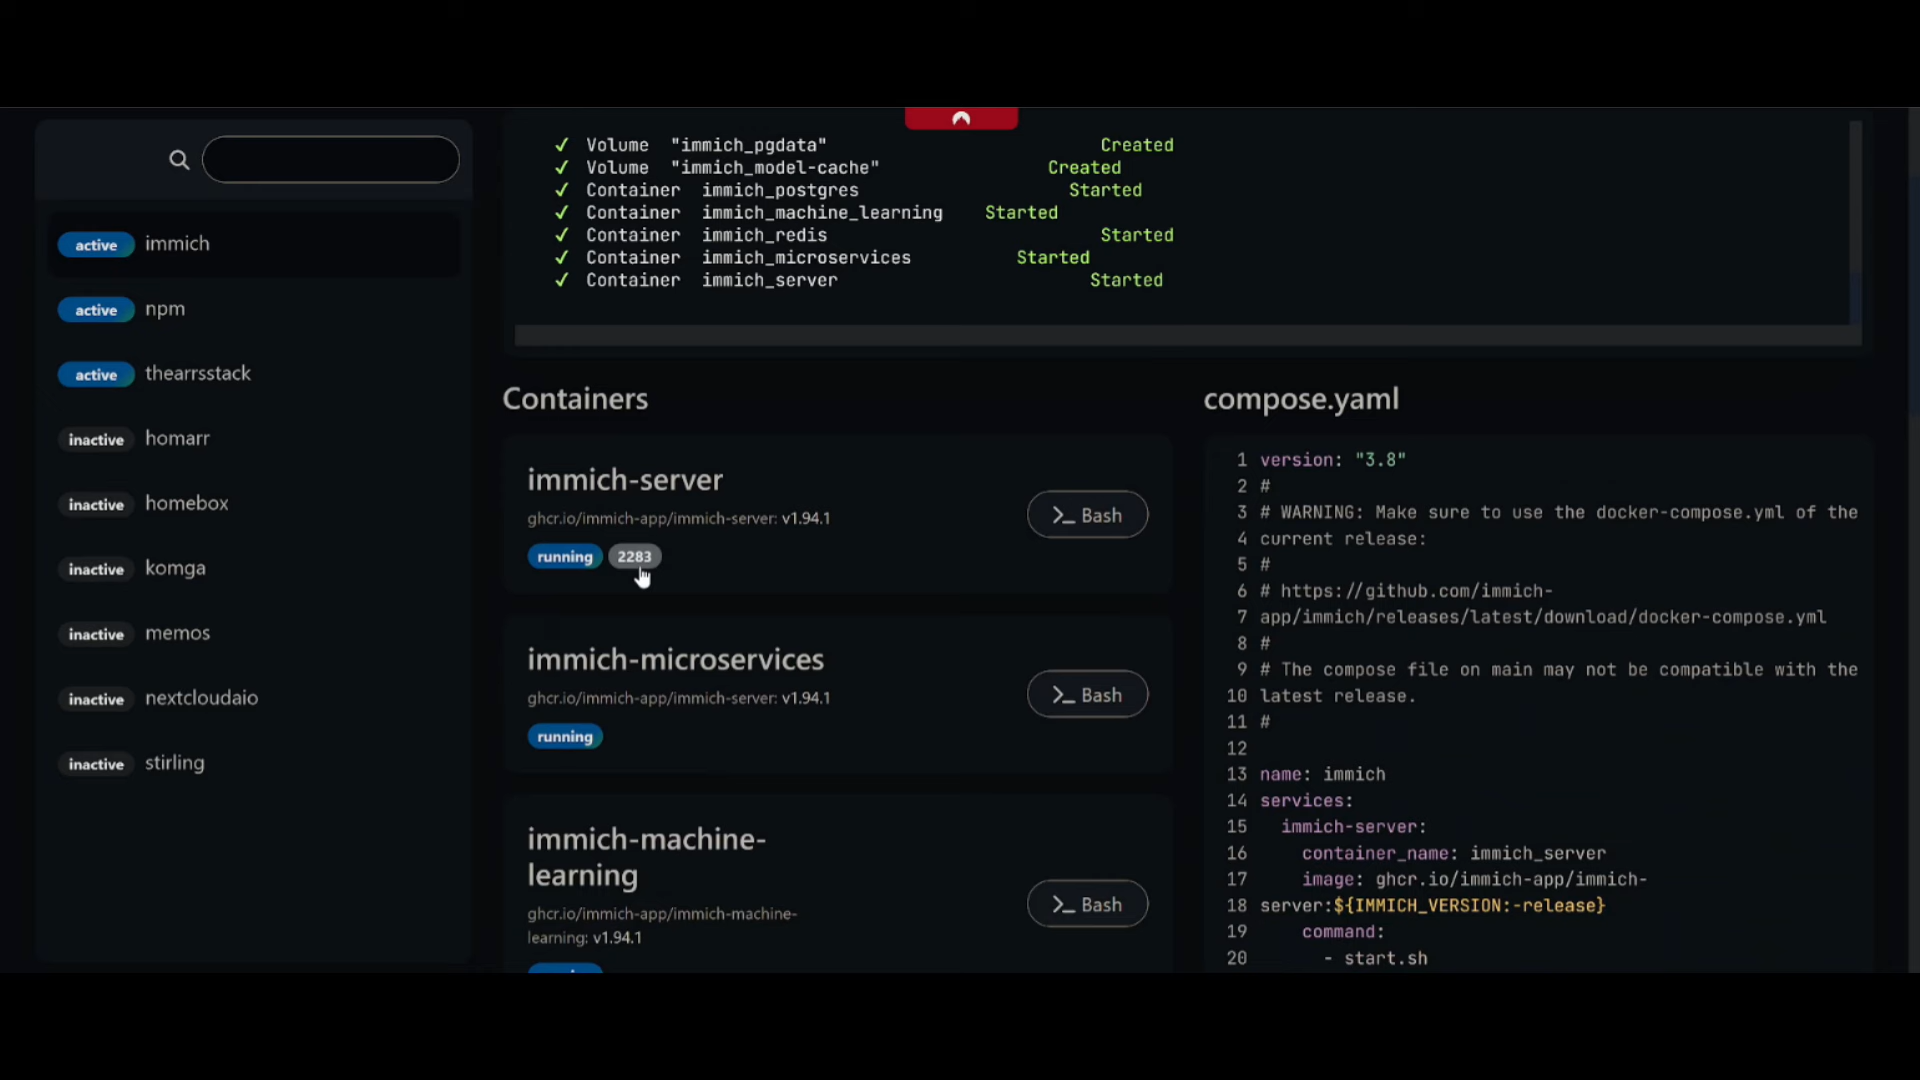 active immich
active npm
active thearrsstack
inactive homarr
inactive homebox
inactive komga
inactive memos
inactive nextcloudaio
inactive stirling
✓ Volume "immich_pgdata" Created
✓ Volume "immich_model-cache" Created
✓ Container immich_postgres Started
✓ Container immich_machine_learning Started
✓ Container immich_redis Started
✓ Container immich_microservices Started
✓ Container immich_server Started
Containers
immich-server
ghcr.io/immich-app/immich-server: v1.94.1
running 2283
>_ Bash
immich-microservices
ghcr.io/immich-app/immich-server: v1.94.1
running
>_ Bash
immich-machine-
learning
ghcr.io/immich-app/immich-machine-
learning: v1.94.1
>_ Bash
compose.yaml
1 version: "3.8"
2 #
3 # WARNING: Make sure to use the docker-compose.yml of the
4 current release:
5 #
6 # https://github.com/immich-
7 app/immich/releases/latest/download/docker-compose.yml
8 #
9 # The compose file on main may not be compatible with the
10 latest release.
11 #
12
13 name: immich
14 services:
15 immich-server:
16 container_name: immich_server
17 image: ghcr.io/immich-app/immich-
18 server:${IMMICH_VERSION:-release}
19 command:
20 - start.sh